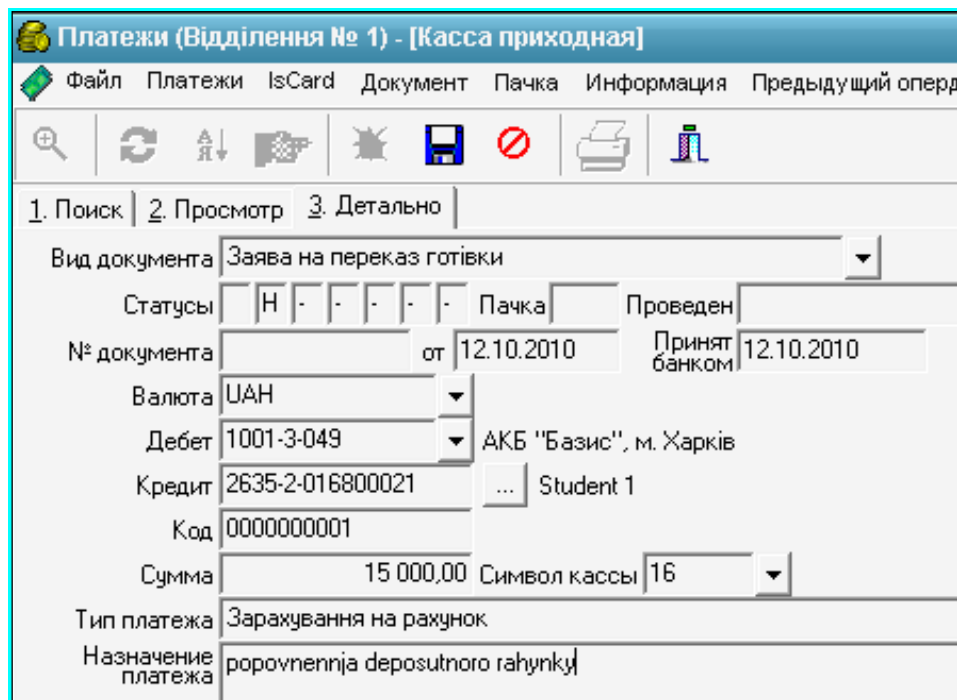 Платежи (Відділення № 1) - [Касса приходная]
Файл Платежи IsCard Документ Пачка Информация Предыдущий оперд
1. Поиск 2. Просмотр 3. Детально
Вид документа Заява на переказ готівки
Статусы Н - - - - - Пачка Проведен
№ документа от 12.10.2010 Принят банком 12.10.2010
Валюта UAH
Дебет 1001-3-049 АКБ "Базис", м. Харків
Кредит 2635-2-016800021 ... Student 1
Код 0000000001
Сумма 15 000,00 Символ кассы 16
Тип платежа Зарахування на рахунок
Назначение платежа popovnennja deposutnoro rahynky